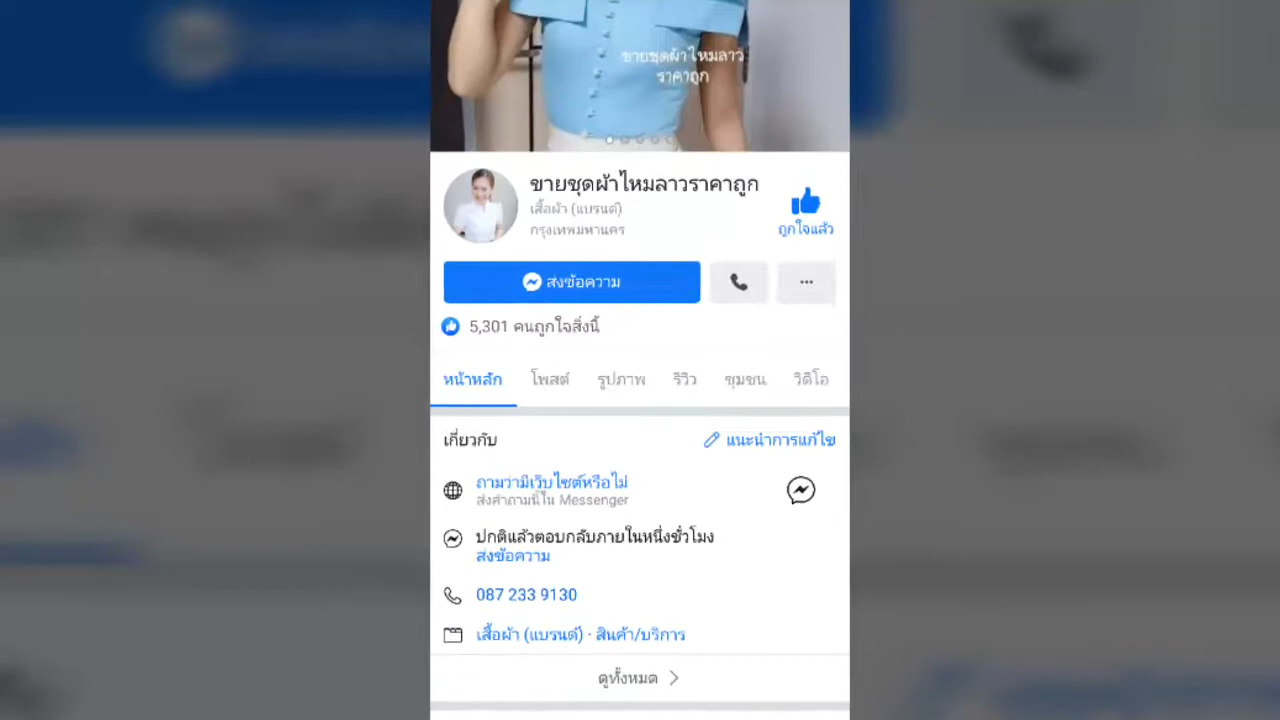 ขายชุดผ้าไหมลาว
ราคาถูก
ขายชุดผ้าไหมลาวราคาถูก
เสื้อผ้า (แบรนด์)
กรุงเทพมหานคร
ถูกใจแล้ว
ส่งข้อความ
5,301 คนถูกใจสิ่งนี้
หน้าหลัก โพสต์ รูปภาพ รีวิว ชุมชน วิดีโอ
เกี่ยวกับ แนะนำการแก้ไข
ถามว่ามีเว็บไซต์หรือไม่
ส่งคำถามนี้ใน Messenger
ปกติแล้วตอบกลับภายในหนึ่งชั่วโมง
ส่งข้อความ
087 233 9130
เสื้อผ้า (แบรนด์) · สินค้า/บริการ
ดูทั้งหมด